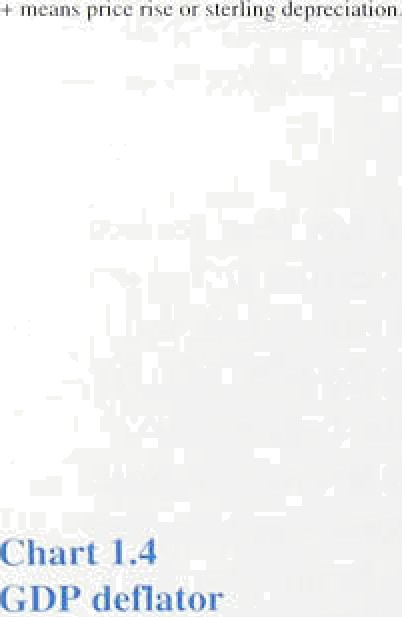 + means price rise or sterling depreciation.
Chart 1.4
GDP deflator